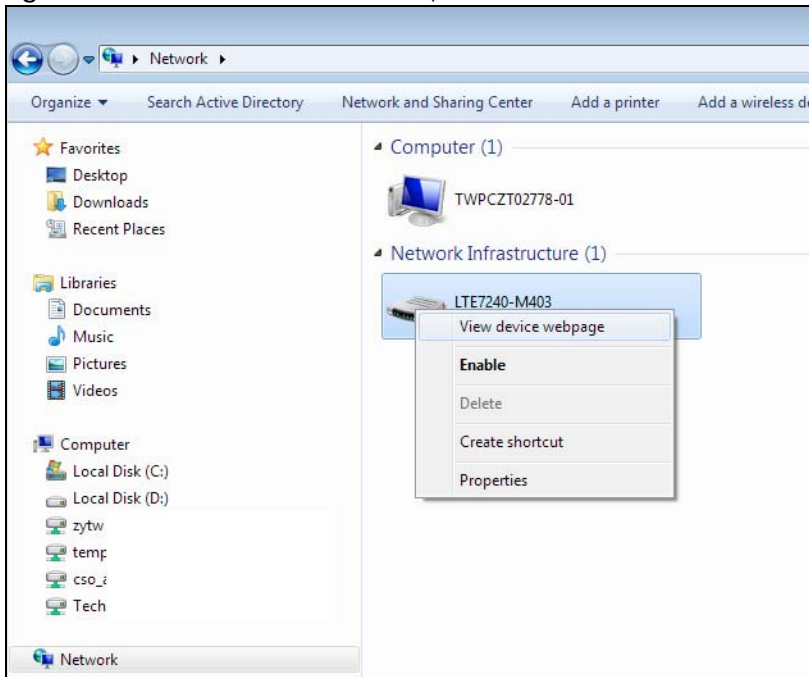 Network
Organize Search Active Directory Network and Sharing Center Add a printer Add a wireless
Favorites
Desktop
Downloads
Recent Places
Libraries
Documents
Music
Pictures
Videos
Computer
Local Disk (C:)
Local Disk (D:)
zytw
temp
cso_
Tech
Network
Computer (1)
TWPCZT02778-01
Network Infrastructure (1)
LTE7240-M403
View device webpage
Enable
Delete
Create shortcut
Properties